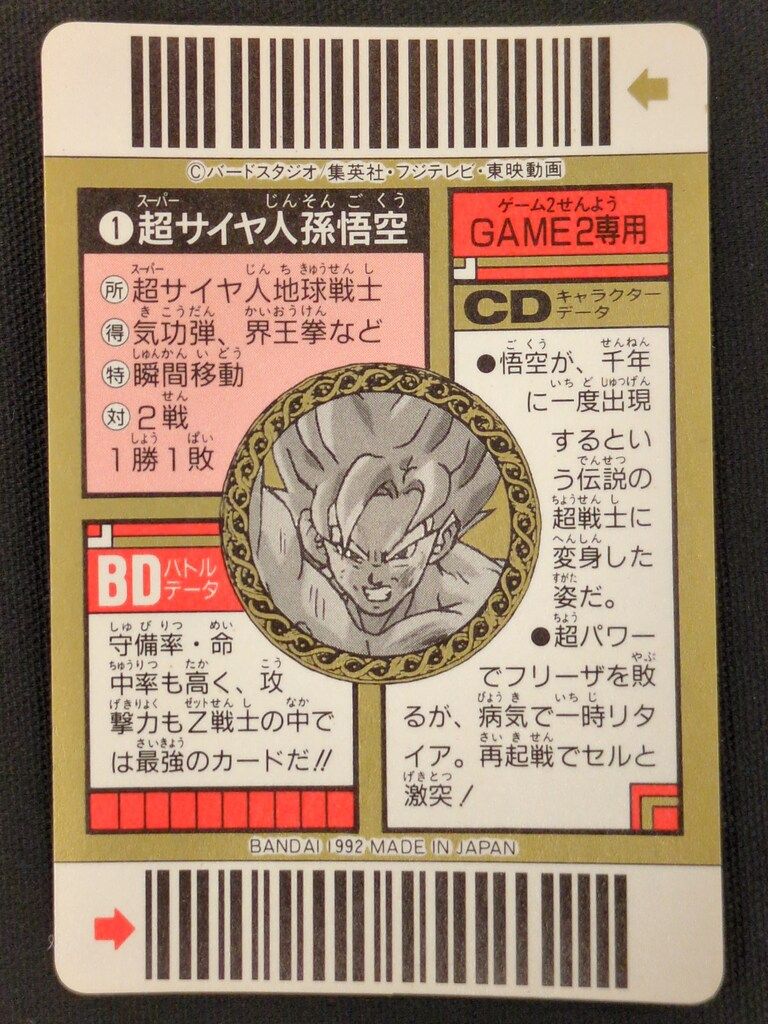 ©バードスタジオ/集英社・フジテレビ・東映動画
スーパー じんそんごくう
①超サイヤ人孫悟空
スーパー じんちきゅうせんし
所 超サイヤ人地球戦士
きこうだん かいおうけん
得 気功弾、界王拳など
しゅんかんいどう
特 瞬間移動
せん
対 2戦
しょう ぱい
1勝1敗
ゲーム2せんよう
GAME2専用
CD キャラクターデータ
ごくう せんねん
●悟空が、千年
いちどしゅつげん
に一度出現
するとい
でんせつ
う伝説の
ちょうせんし
超戦士に
へんしん
変身した
すがた
姿だ。
ちょう
●超パワー
やぶ
でフリーザを敗
びょうき いちじ
るが、病気で一時リタ
さいきせん
イア。再起戦でセルと
げきとつ
激突!
BD バトルデータ
しゅびりつ めい
守備率・命
ちゅうりつ たか こう
中率も高く、攻
げきりょく ゼットせんし なか
撃力もZ戦士の中で
さいきょう
は最強のカードだ!!
BANDAI 1992 MADE IN JAPAN